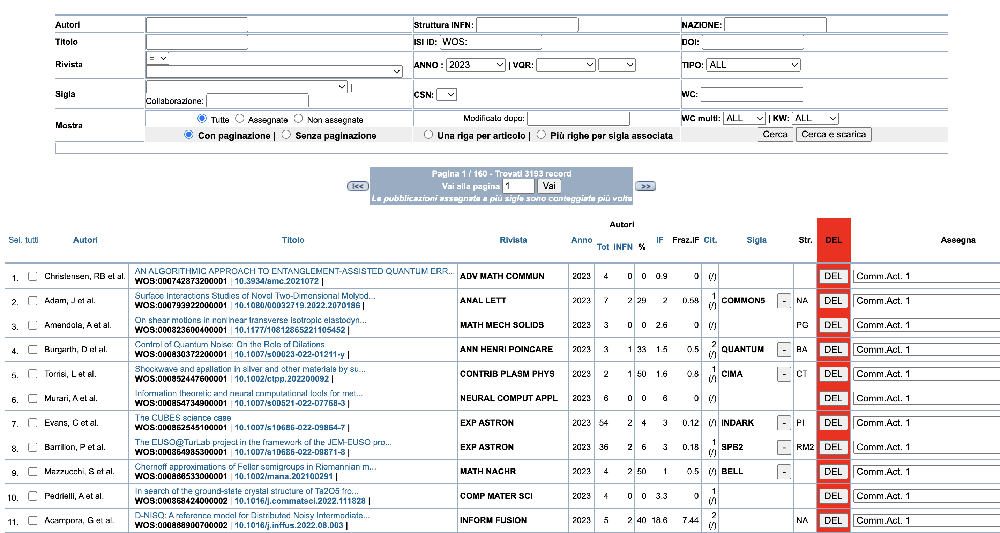 Autori Struttura INFN: NAZIONE:
Titolo ISI ID: WOS: DOI:
Rivista = ANNO : 2023 | VQR: TIPO: ALL
Sigla | Collaborazione: CSN: WC:
Mostra Tutte Assegnate Non assegnate Modificato dopo: WC multi: ALL | KW: ALL
Con paginazione | Senza paginazione Una riga per articolo | Più righe per sigla associata Cerca Cerca e scarica
Pagina 1 / 160 - Trovati 3193 record
|<< Vai alla pagina 1 Vai >>
Le pubblicazioni assegnate a più sigle sono conteggiate più volte
Autori
Sel. tutti Autori Titolo Rivista Anno Tot INFN % IF Fraz.IF Cit. Sigla Str. DEL Assegna
1. Christensen, RB et al. AN ALGORITHMIC APPROACH TO ENTANGLEMENT-ASSISTED QUANTUM ERR... ADV MATH COMMUN 2023 4 0 0 0.9 0 (/) DEL Comm.Act. 1
WOS:000742873200001 | 10.3934/amc.2021072 |
2. Adam, J et al. Surface Interactions Studies of Novel Two-Dimensional Molybd... ANAL LETT 2023 7 2 29 2 0.58 1 (/) COMMON5 - NA DEL Comm.Act. 1
WOS:000793922000001 | 10.1080/00032719.2022.2070186 |
3. Amendola, A et al. On shear motions in nonlinear transverse isotropic elastodyn... MATH MECH SOLIDS 2023 3 0 0 2.6 0 (/) PG DEL Comm.Act. 1
WOS:000823600400001 | 10.1177/10812865221105452 |
4. Burgarth, D et al. Control of Quantum Noise: On the Role of Dilations ANN HENRI POINCARE 2023 3 1 33 1.5 0.5 2 (/) QUANTUM - BA DEL Comm.Act. 1
WOS:000830372200001 | 10.1007/s00023-022-01211-y |
5. Torrisi, L et al. Shockwave and spallation in silver and other materials by su... CONTRIB PLASM PHYS 2023 2 1 50 1.6 0.8 1 (/) CIMA - CT DEL Comm.Act. 1
WOS:000852447600001 | 10.1002/ctpp.202200092 |
6. Murari, A et al. Information theoretic and neural computational tools for met... NEURAL COMPUT APPL 2023 6 0 0 6 0 (/) DEL Comm.Act. 1
WOS:000854734900001 | 10.1007/s00521-022-07768-3 |
7. Evans, C et al. The CUBES science case EXP ASTRON 2023 54 2 4 3 0.12 (/) INDARK - PI DEL Comm.Act. 1
WOS:000862545100001 | 10.1007/s10686-022-09864-7 |
8. Barrillon, P et al. The EUSO@TurLab project in the framework of the JEM-EUSO pro... EXP ASTRON 2023 36 2 6 3 0.18 1 (/) SPB2 - RM2 DEL Comm.Act. 1
WOS:000864985300001 | 10.1007/s10686-022-09871-8 |
9. Mazzucchi, S et al. Chernoff approximations of Feller semigroups in Riemannian m... MATH NACHR 2023 4 2 50 1 0.5 (/) BELL - DEL Comm.Act. 1
WOS:000866533000001 | 10.1002/mana.202100291 |
10. Pedrielli, A et al. In search of the ground-state crystal structure of Ta2O5 fro... COMP MATER SCI 2023 4 0 0 3.3 0 1 (/) DEL Comm.Act. 1
WOS:000868424000002 | 10.1016/j.commatsci.2022.111828 |
11. Acampora, G et al. D-NISQ: A reference model for Distributed Noisy Intermediate... INFORM FUSION 2023 5 2 40 18.6 7.44 2 (/) NA DEL Comm.Act. 1
WOS:000868900700002 | 10.1016/j.inffus.2022.08.003 |